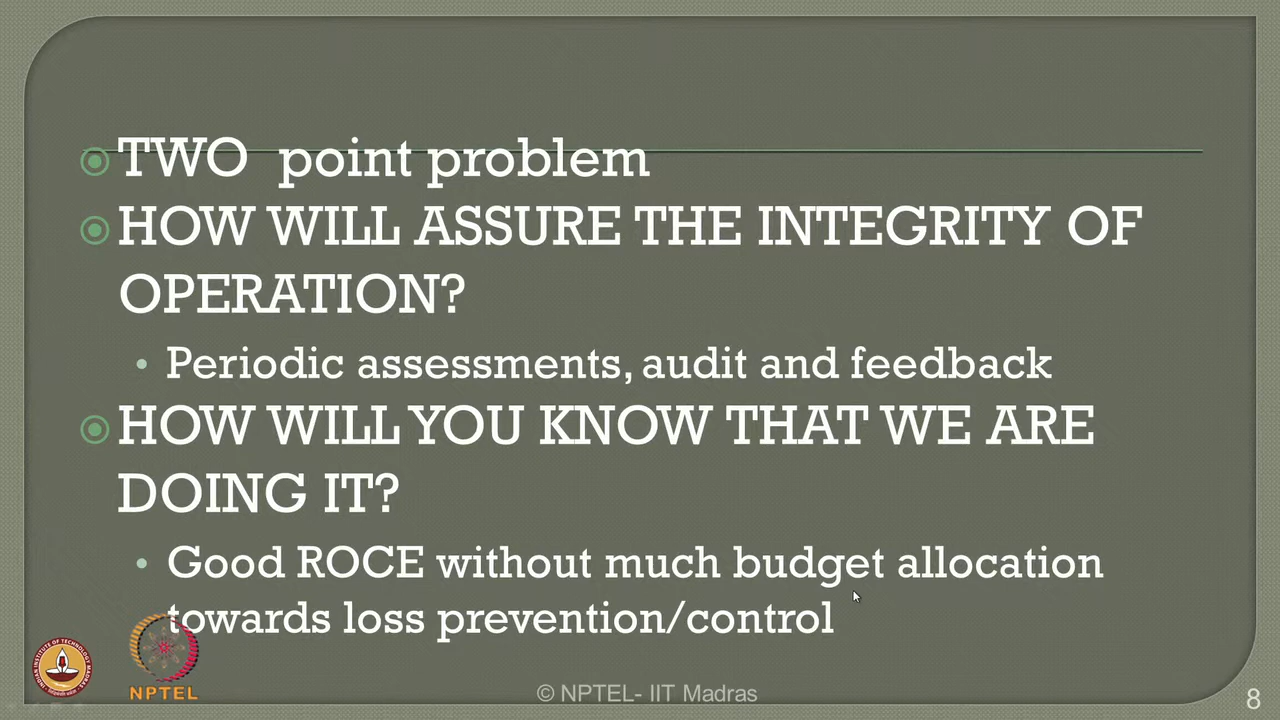 TWO point problem
HOW WILL ASSURE THE INTEGRITY OF
OPERATION?
Periodic assessments, audit and feedback
HOW WILL YOU KNOW THAT WE ARE
DOING IT?
Good ROCE without much budget allocation
towards loss prevention/control
NPTEL
© NPTEL- IIT Madras
8